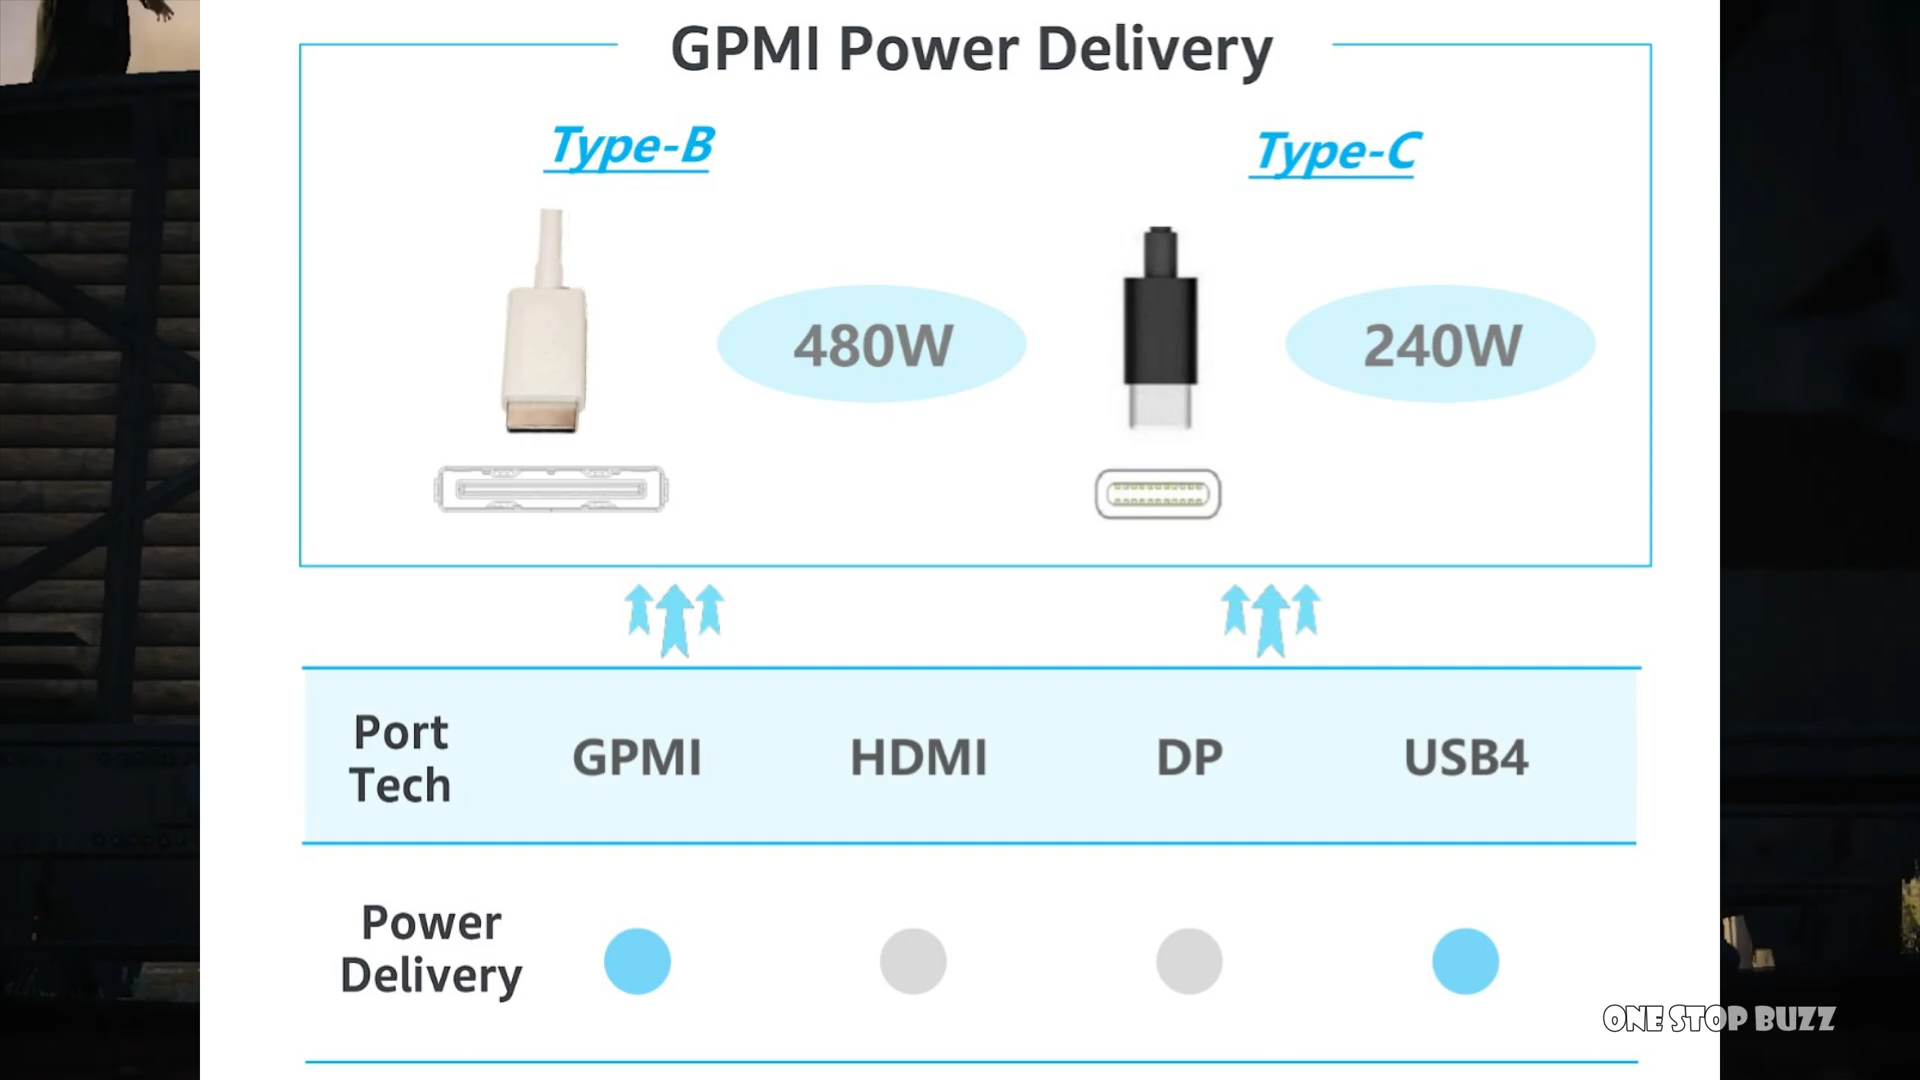 GPMI Power Delivery
Type-B
Type-C
480W
240W
Port Tech
GPMI
HDMI
DP
USB4
Power Delivery
ONE STOP BUZZ